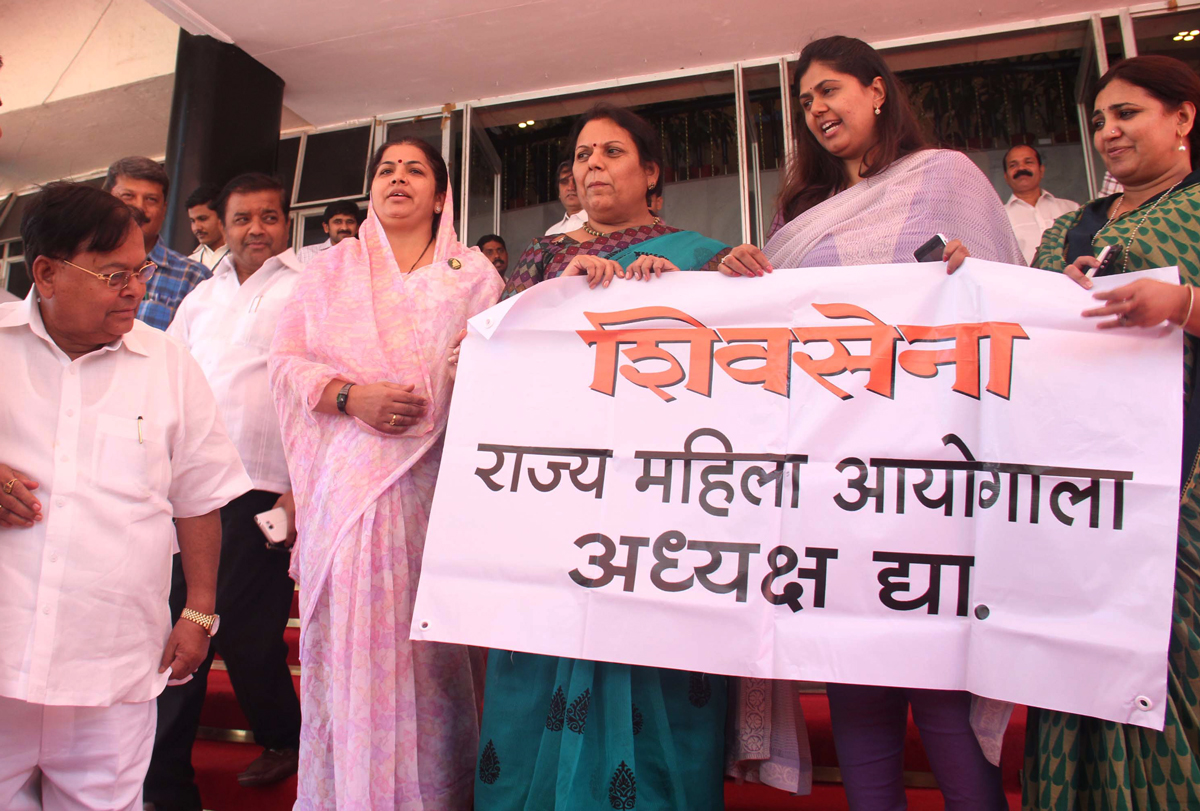 शिवसेना
राज्य महिला आयोगाला
अध्यक्ष द्या.